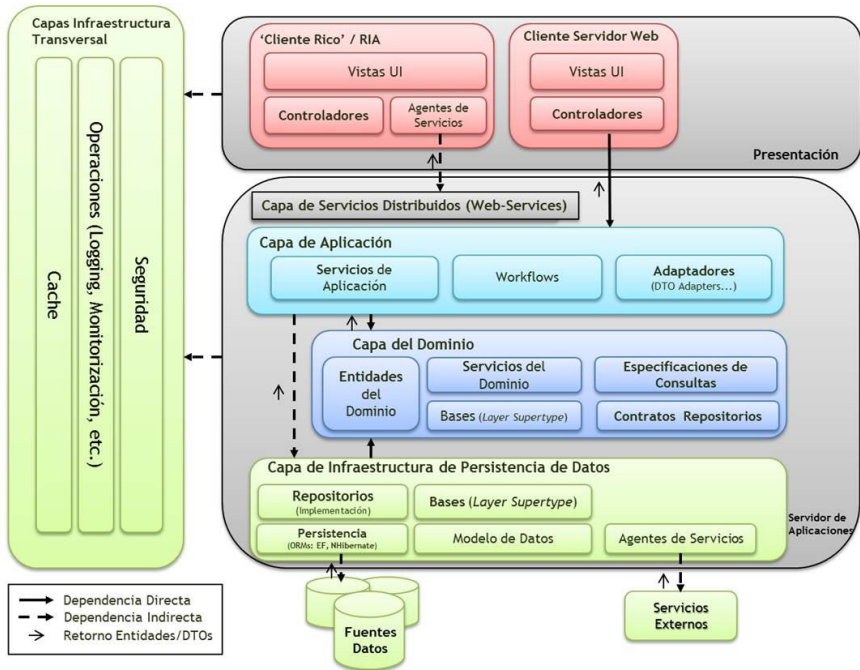 Capas Infraestructura
Transversal
Cache
Operaciones (Logging, Monitorización, etc.)
Seguridad
'Cliente Rico' / RIA
Vistas UI
Controladores
Agentes de
Servicios
Cliente Servidor Web
Vistas UI
Controladores
Presentación
Capa de Servicios Distribuidos (Web-Services)
Capa de Aplicación
Servicios de
Aplicación
Workflows
Adaptadores
(DTO Adapters...)
Capa del Dominio
Entidades
del
Dominio
Servicios del
Dominio
Especificaciones de
Consultas
Bases (Layer Supertype)
Contratos Repositorios
Capa de Infraestructura de Persistencia de Datos
Repositorios
(Implementación)
Bases (Layer Supertype)
Persistencia
(ORMs: EF, NHibernate)
Modelo de Datos
Agentes de Servicios
Servidor de
Aplicaciones
Fuentes
Datos
Servicios
Externos
Dependencia Directa
Dependencia Indirecta
Retorno Entidades/DTOs